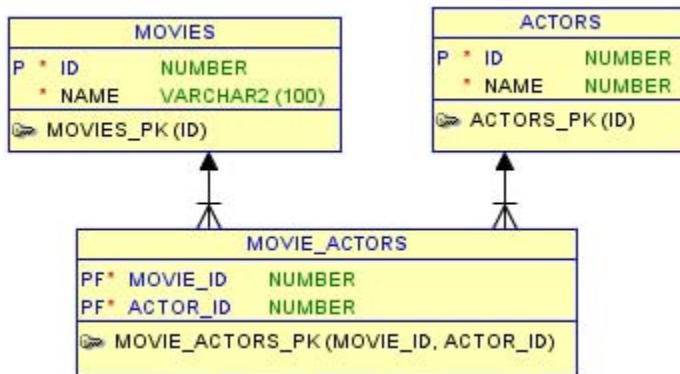 MOVIES
P * ID NUMBER
* NAME VARCHAR2 (100)
MOVIES_PK (ID)
ACTORS
P * ID NUMBER
* NAME NUMBER
ACTORS_PK (ID)
MOVIE_ACTORS
PF* MOVIE_ID NUMBER
PF* ACTOR_ID NUMBER
MOVIE_ACTORS_PK (MOVIE_ID, ACTOR_ID)